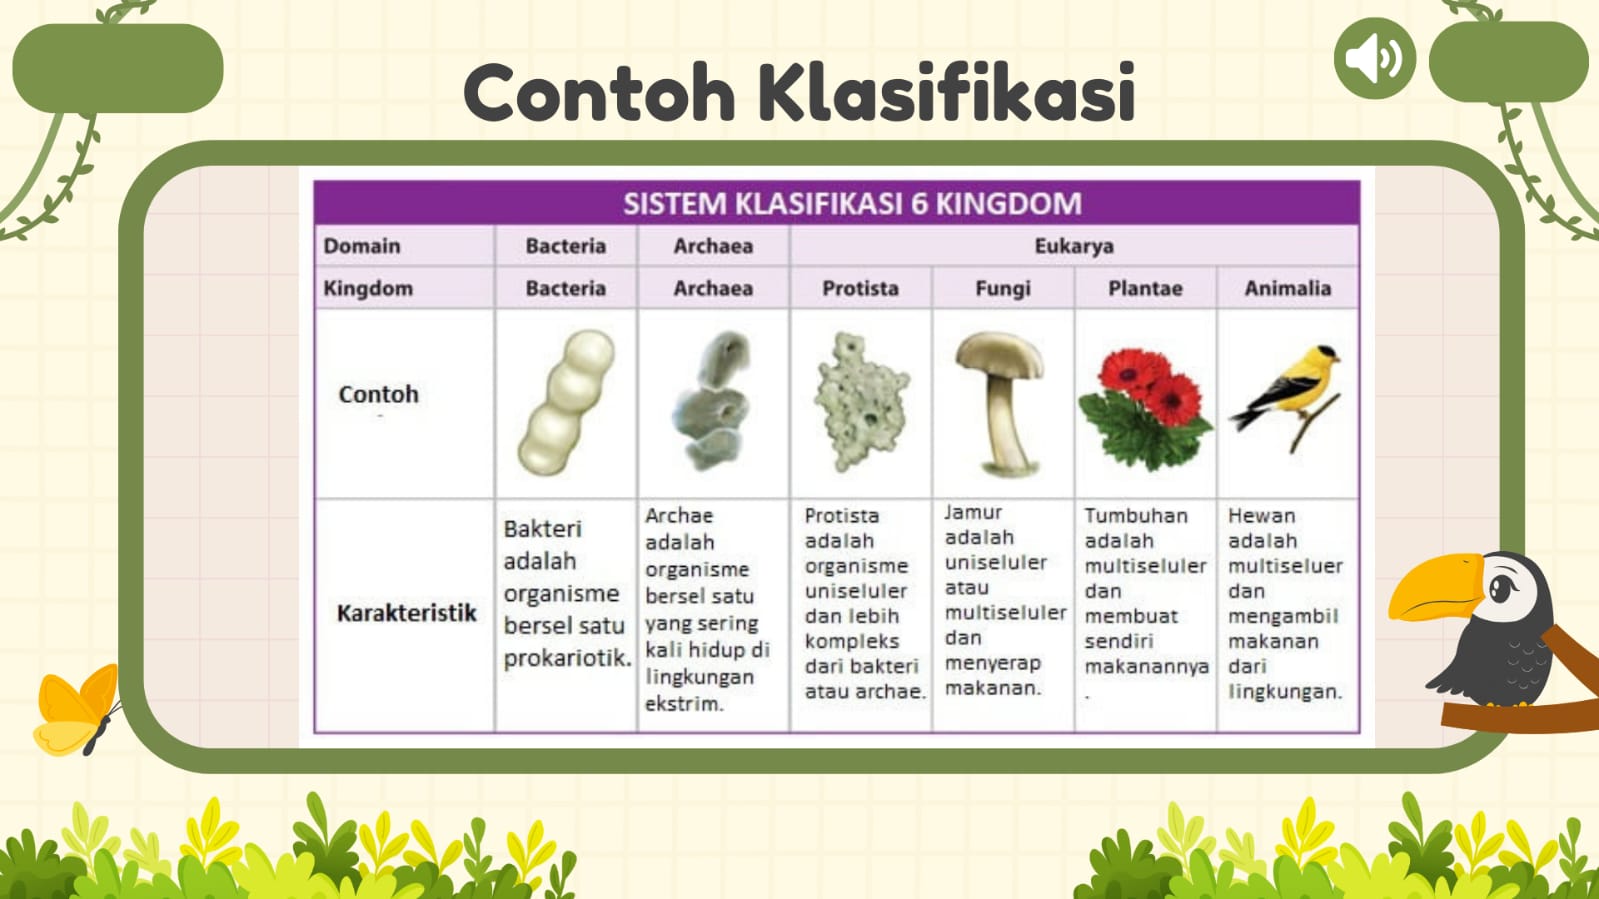 Contoh Klasifikasi
SISTEM KLASIFIKASI 6 KINGDOM
Domain Bacteria Archaea Eukarya
Kingdom Bacteria Archaea Protista Fungi Plantae Animalia
Contoh
Karakteristik
Bakteri
adalah
organisme
bersel satu
prokariotik.
Archae
adalah
organisme
bersel satu
yang sering
kali hidup di
lingkungan
ekstrim.
Protista
adalah
organisme
uniseluler
dan lebih
kompleks
dari bakteri
atau archae.
Jamur
adalah
uniseluler
atau
multiseluler
dan
menyerap
makanan.
Tumbuhan
adalah
multiseluler
dan
membuat
sendiri
makanannya
.
Hewan
adalah
multiseluer
dan
mengambil
makanan
dari
lingkungan.